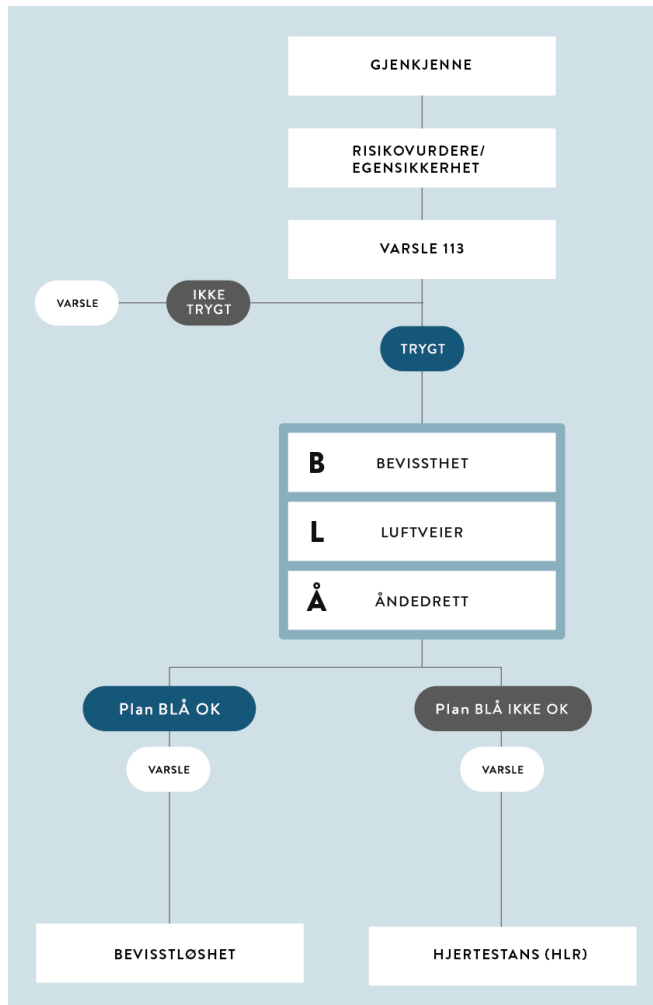 GJENKJENNE
RISIKOVURDERE/
EGENSIKKERHET
VARSLE 113
VARSLE
IKKE
TRYGT
TRYGT
B BEVISSTHET
L LUFTVEIER
Å ÅNDEDRETT
Plan BLÅ OK
Plan BLÅ IKKE OK
VARSLE
VARSLE
BEVISSTLØSHET
HJERTESTANS (HLR)